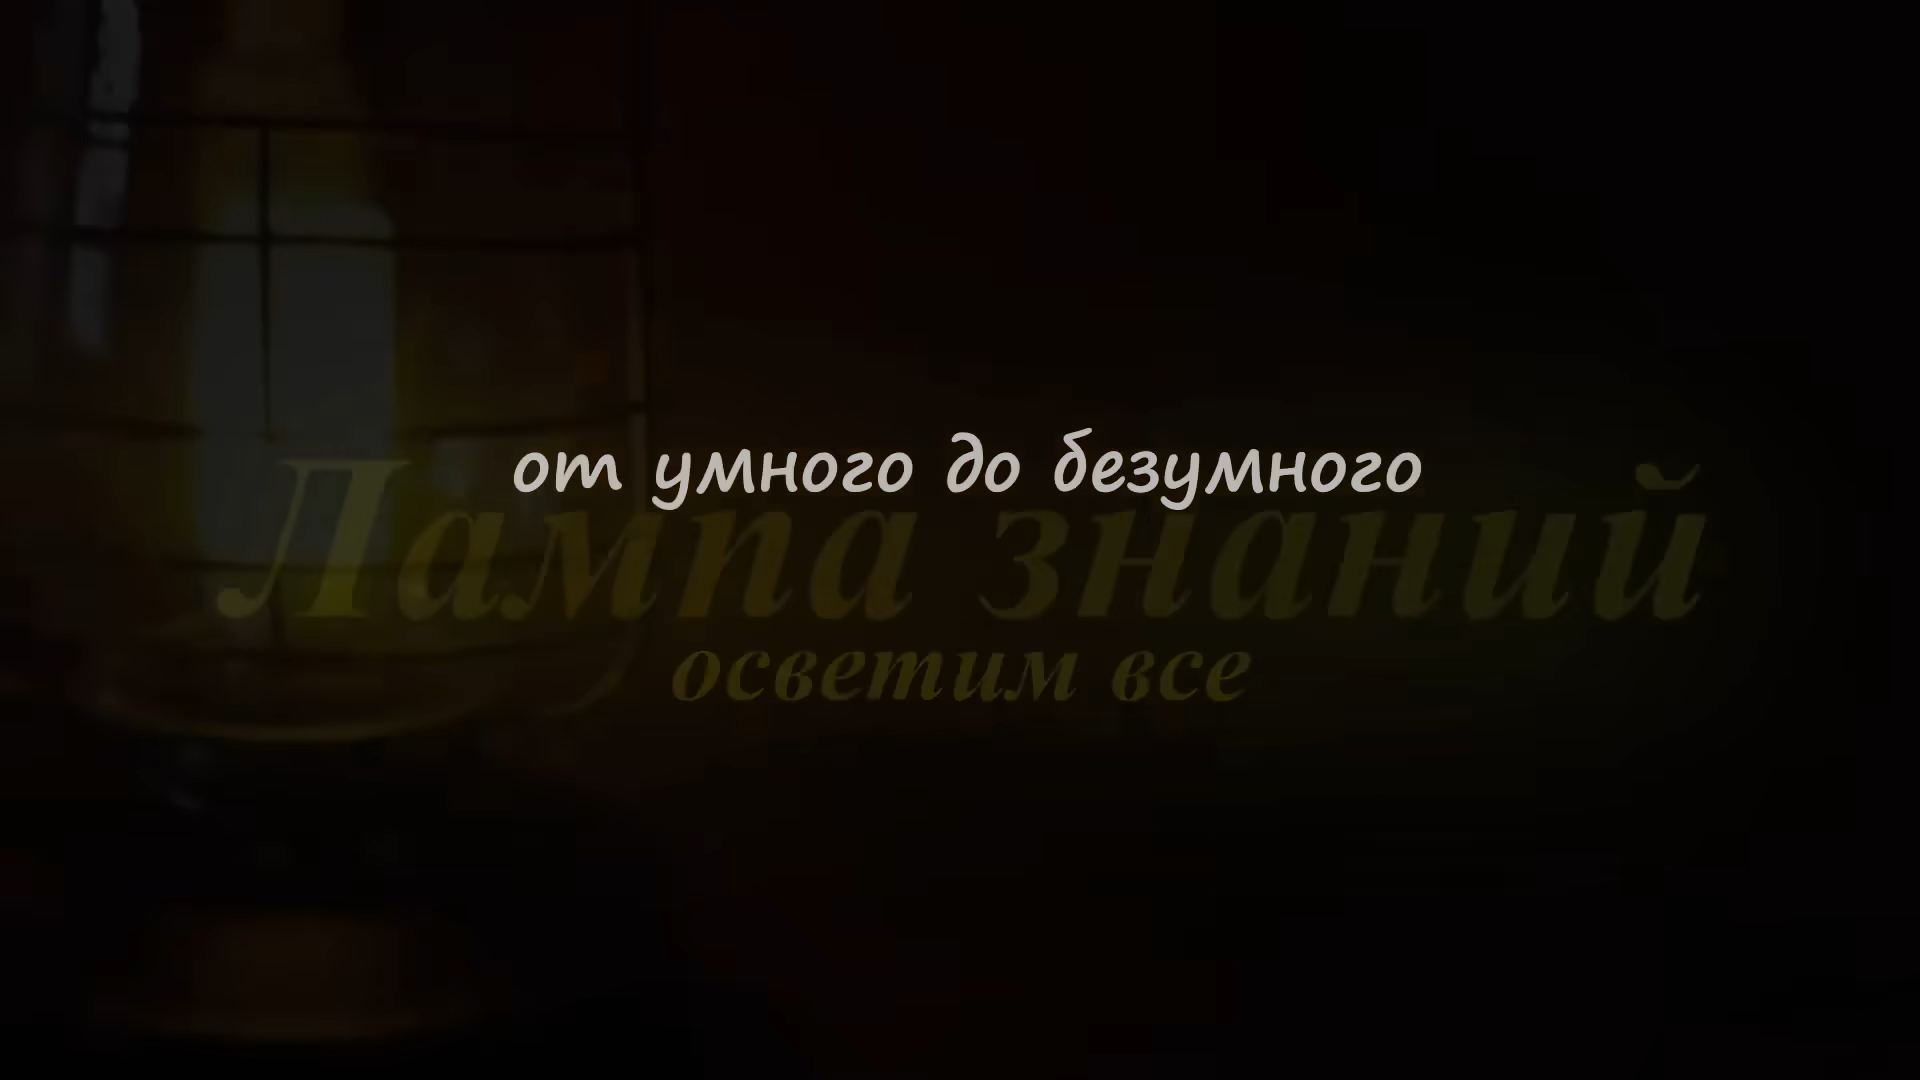 от умного до безумного
Лампа знаний
осветим все